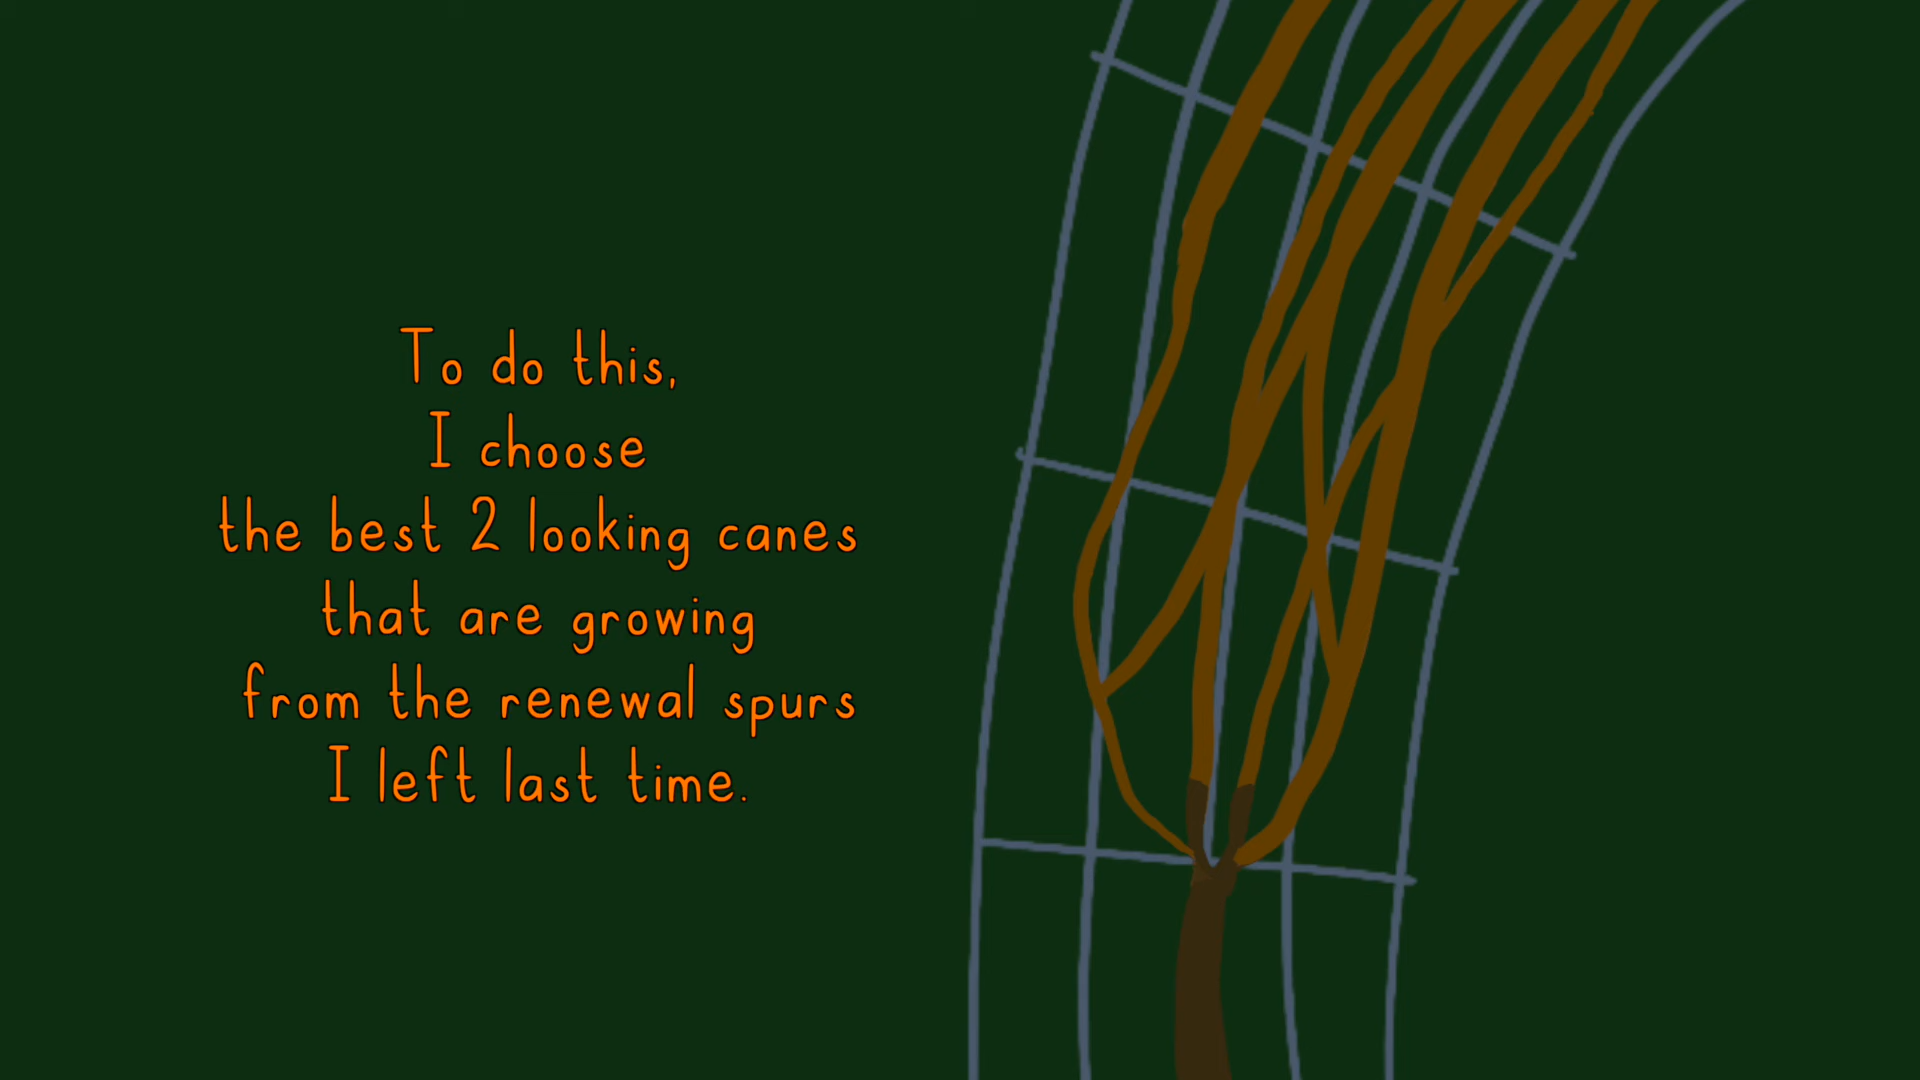 To do this,
I choose
the best 2 looking canes
that are growing
from the renewal spurs
I left last time.